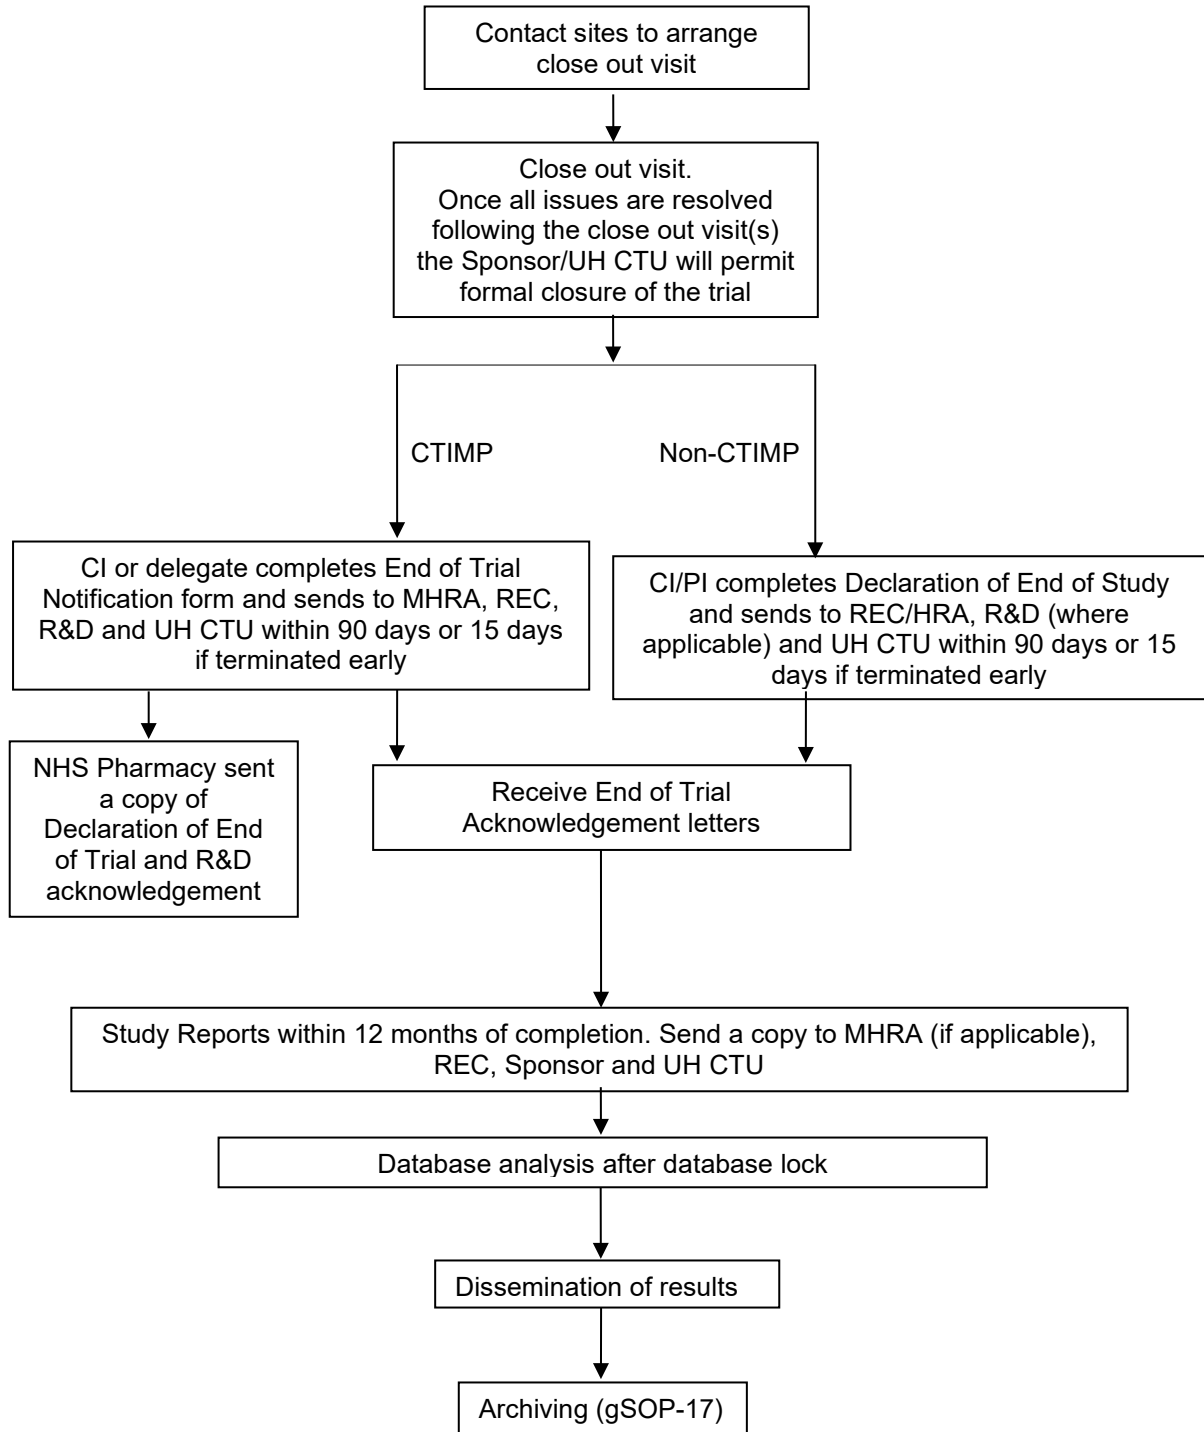 Contact sites to arrange
close out visit
Close out visit.
Once all issues are resolved
following the close out visit(s)
the Sponsor/UH CTU will permit
formal closure of the trial
CTIMP
Non-CTIMP
CI or delegate completes End of Trial
Notification form and sends to MHRA, REC,
R&D and UH CTU within 90 days or 15 days
if terminated early
CI/PI completes Declaration of End of Study
and sends to REC/HRA, R&D (where
applicable) and UH CTU within 90 days or 15
days if terminated early
NHS Pharmacy sent
a copy of
Declaration of End
of Trial and R&D
acknowledgement
Receive End of Trial
Acknowledgement letters
Study Reports within 12 months of completion. Send a copy to MHRA (if applicable),
REC, Sponsor and UH CTU
Database analysis after database lock
Dissemination of results
Archiving (gSOP-17)